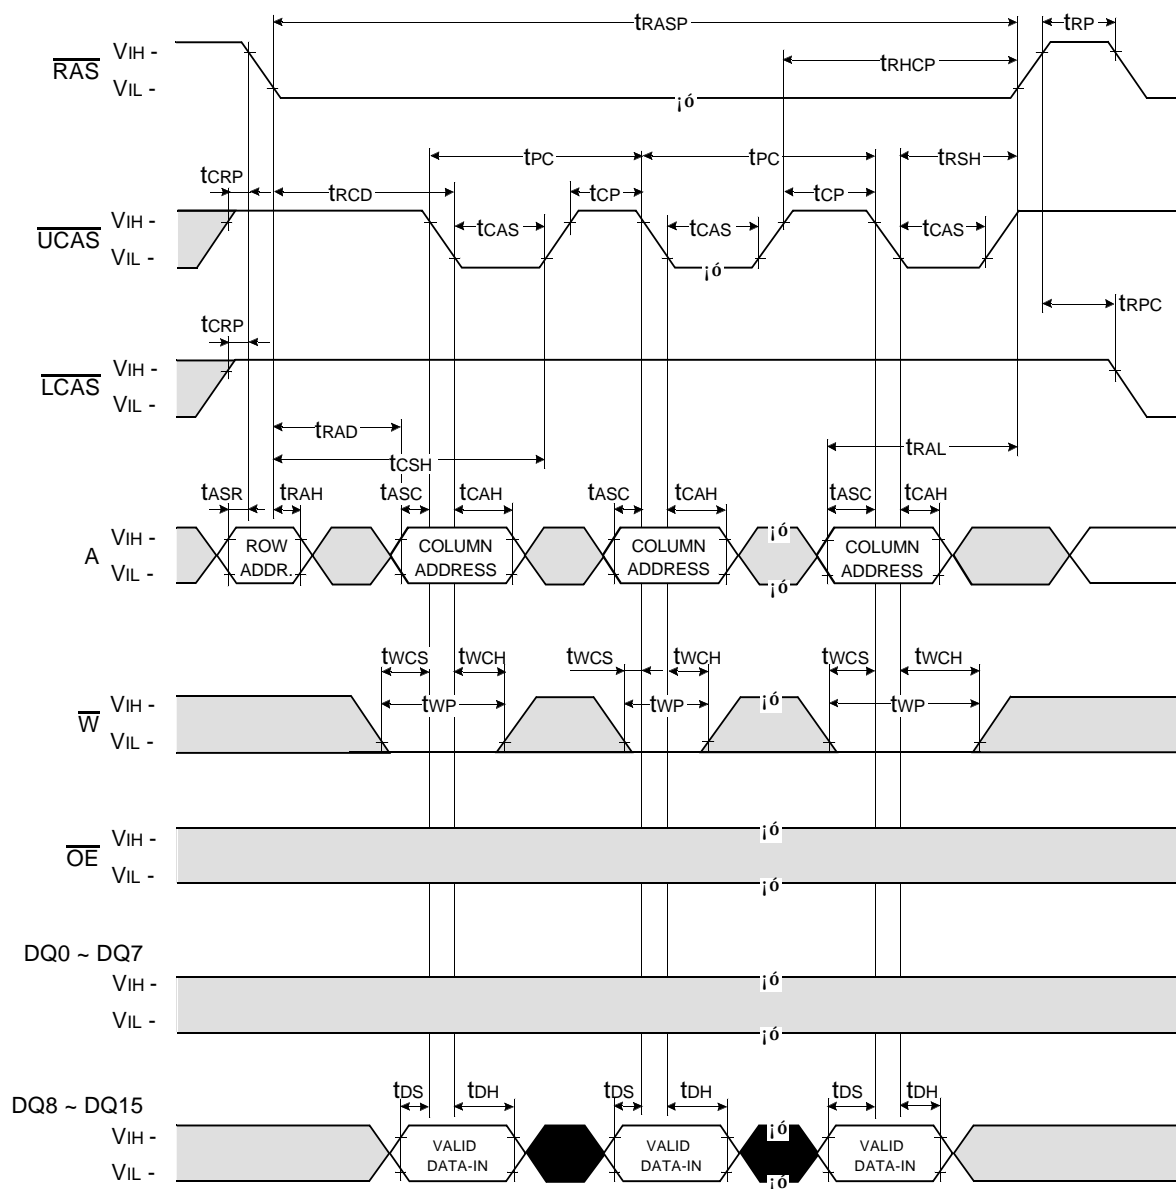 tRASP
tRP
RAS
VIH -
VIL -
tRHCP
¡ó
tPC
tPC
tRSH
tCRP
tRCD
tCP
tCP
UCAS
VIH -
VIL -
tCAS
tCAS
tCAS
¡ó
tRPC
tCRP
LCAS
VIH -
VIL -
tRAD
tCSH
tRAL
tASR
tRAH
tASC
tCAH
tASC
tCAH
tASC
tCAH
A
VIH -
VIL -
ROW
ADDR.
COLUMN
ADDRESS
COLUMN
ADDRESS
¡ó
¡ó
COLUMN
ADDRESS
tWCS
tWCH
tWCS
tWCH
tWCS
tWCH
W
VIH -
VIL -
tWP
tWP
¡ó
tWP
OE
VIH -
VIL -
¡ó
¡ó
DQ0 ~ DQ7
VIH -
VIL -
¡ó
¡ó
tDS
tDH
tDS
tDH
tDS
tDH
DQ8 ~ DQ15
VIH -
VIL -
VALID
DATA-IN
VALID
DATA-IN
¡ó
¡ó
VALID
DATA-IN